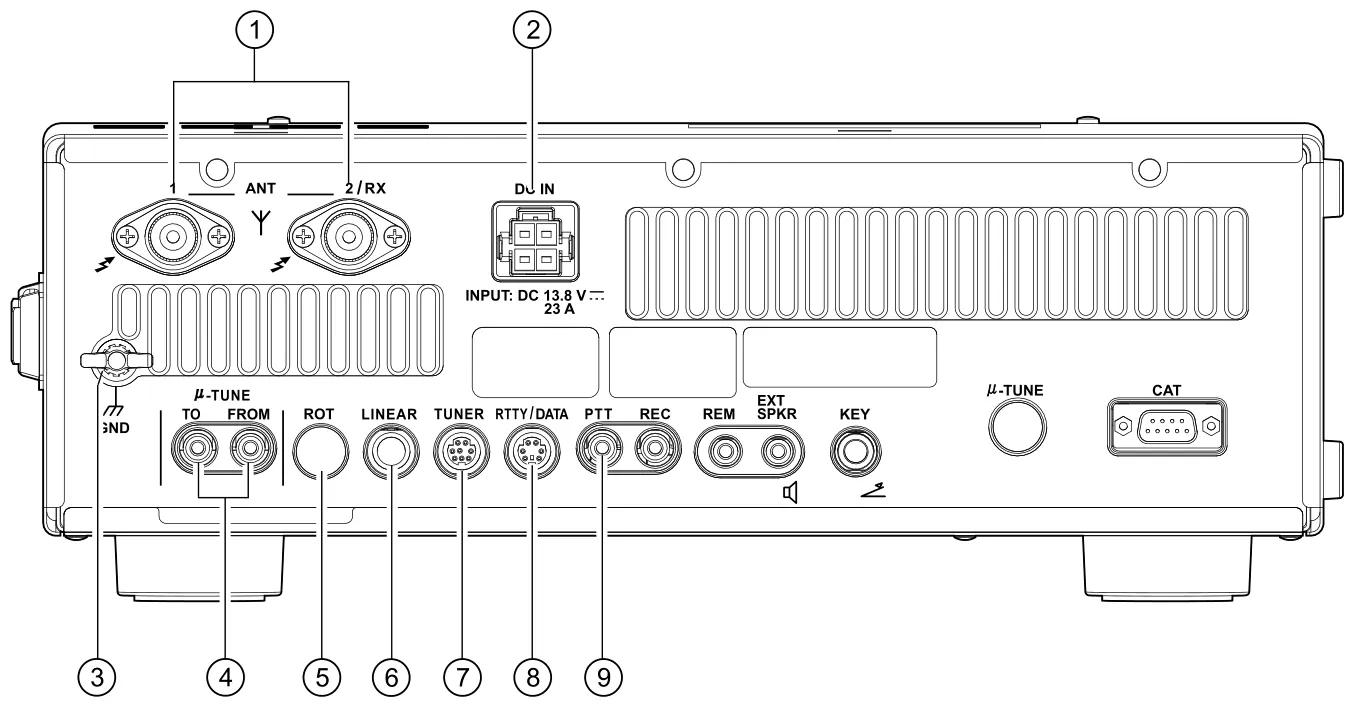 1 2
1 ANT 2/RX DC IN
INPUT: DC 13.8 V
23 A
μ-TUNE
TO FROM
GND
ROT
LINEAR
TUNER
RTTY/DATA
PTT
REC
REM
EXT
SPKR
KEY
μ-TUNE
CAT
3 4 5 6 7 8 9